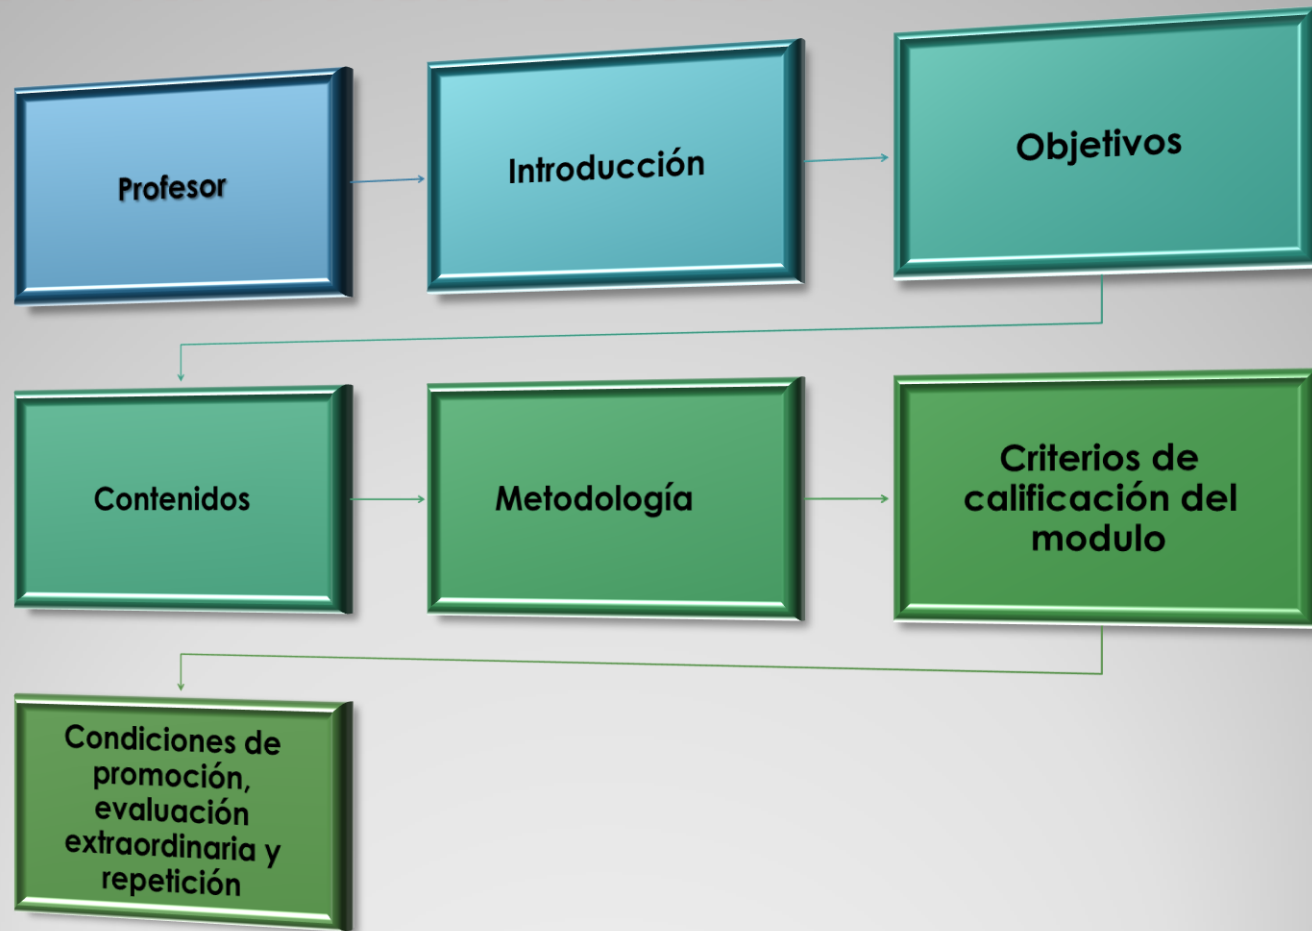 Profesor
Introducción
Objetivos
Contenidos
Metodología
Criterios de
calificación del
modulo
Condiciones de
promoción,
evaluación
extraordinaria y
repetición